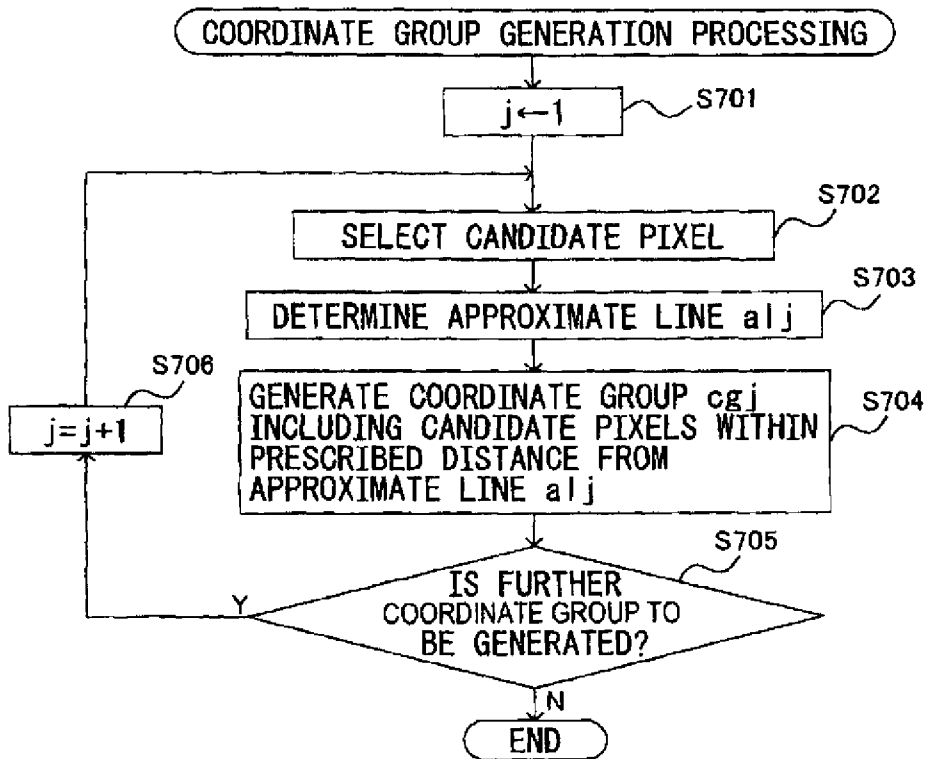 COORDINATE GROUP GENERATION PROCESSING
j←1
S701
S702
SELECT CANDIDATE PIXEL
S703
DETERMINE APPROXIMATE LINE alj
S706
j=j+1
GENERATE COORDINATE GROUP cgj
INCLUDING CANDIDATE PIXELS WITHIN
PRESCRIBED DISTANCE FROM
APPROXIMATE LINE alj
S704
S705
IS FURTHER
COORDINATE GROUP TO
BE GENERATED?
Y
N
END